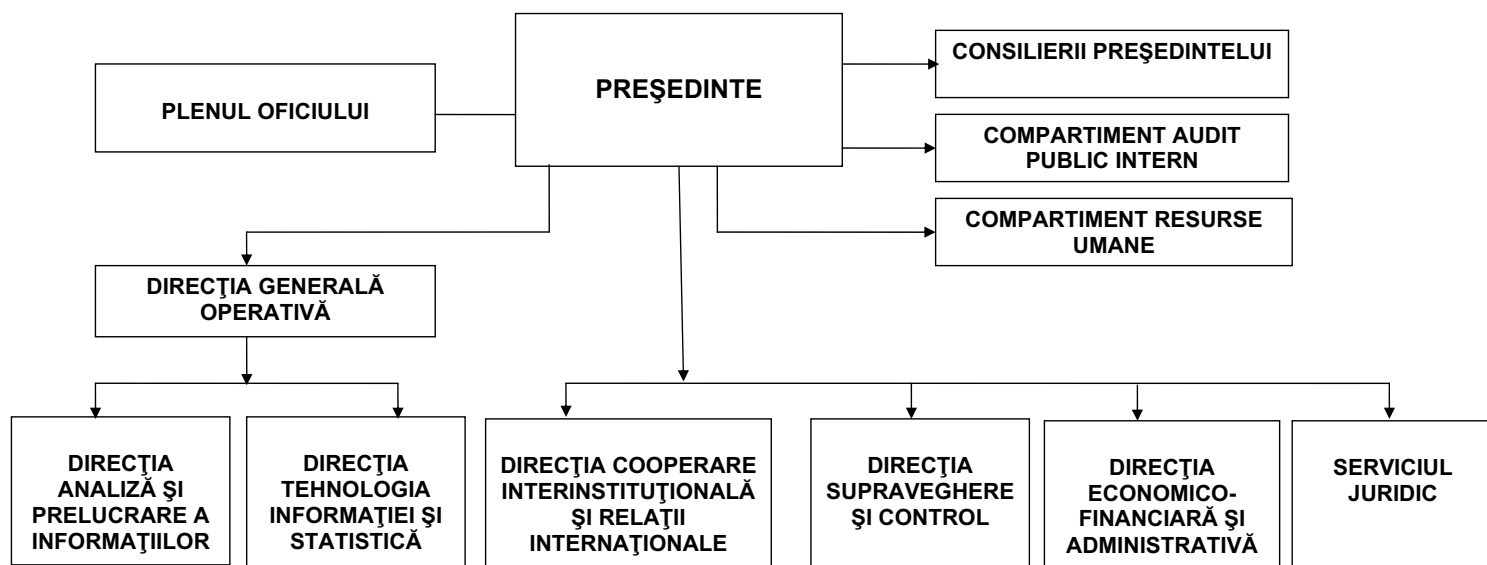 PLENUL OFICIULUI
PREŞEDINTE
CONSILIERII PREŞEDINTELUI
COMPARTIMENT AUDIT
PUBLIC INTERN
COMPARTIMENT RESURSE
UMANE
DIRECŢIA GENERALĂ
OPERATIVĂ
DIRECŢIA
ANALIZĂ ŞI
PRELUCRARE A
INFORMAŢIILOR
DIRECŢIA
TEHNOLOGIA
INFORMAŢIEI ŞI
STATISTICĂ
DIRECŢIA COOPERARE
INTERINSTITUŢIONALĂ
ŞI RELAŢII
INTERNAŢIONALE
DIRECŢIA
SUPRAVEGHERE
ŞI CONTROL
DIRECŢIA
ECONOMICO-
FINANCIARĂ ŞI
ADMINISTRATIVĂ
SERVICIUL
JURIDIC